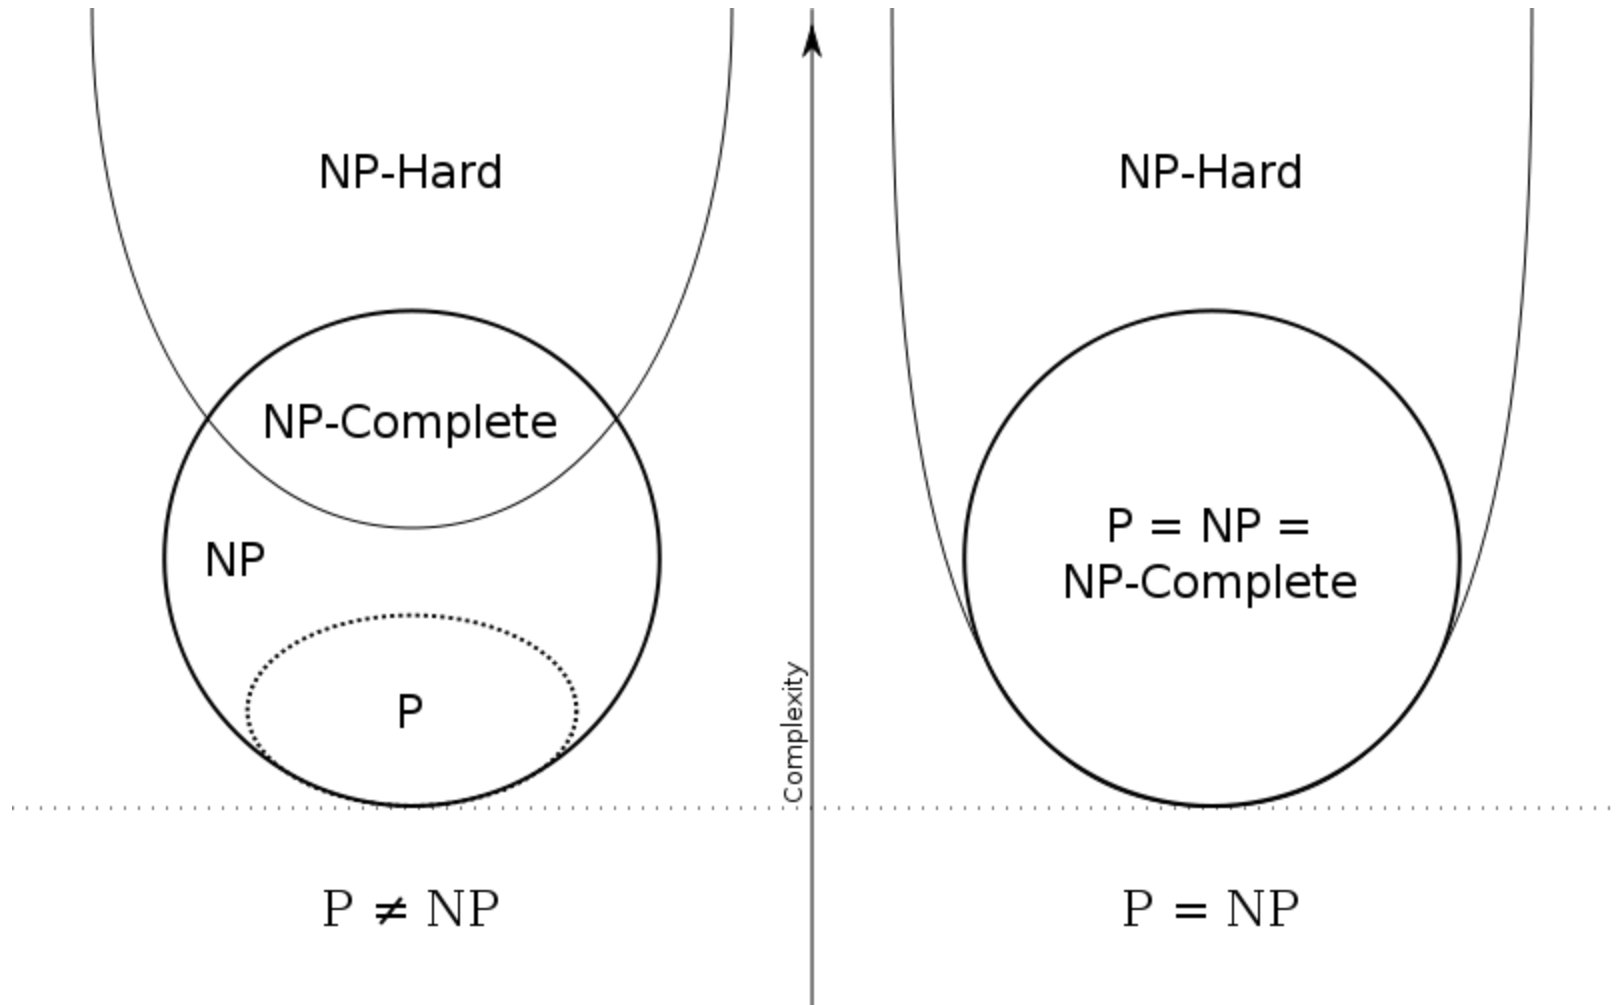 NP-Hard
NP-Complete
NP
P
P ≠ NP
Complexity
NP-Hard
P = NP =
NP-Complete
P = NP